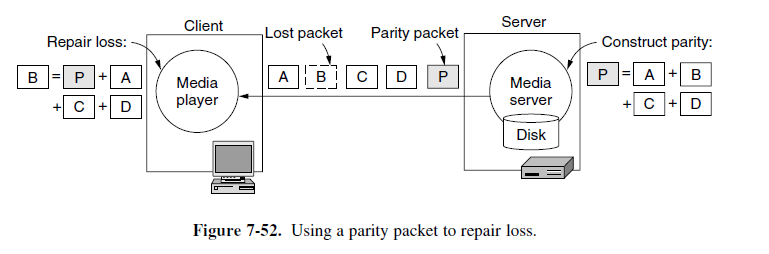 Client
Server
Repair loss:
Lost packet
Parity packet
Construct parity:
B = P + A
+ C + D
Media
player
A B C D P
Media
server
Disk
P = A + B
+ C + D
Figure 7-52. Using a parity packet to repair loss.